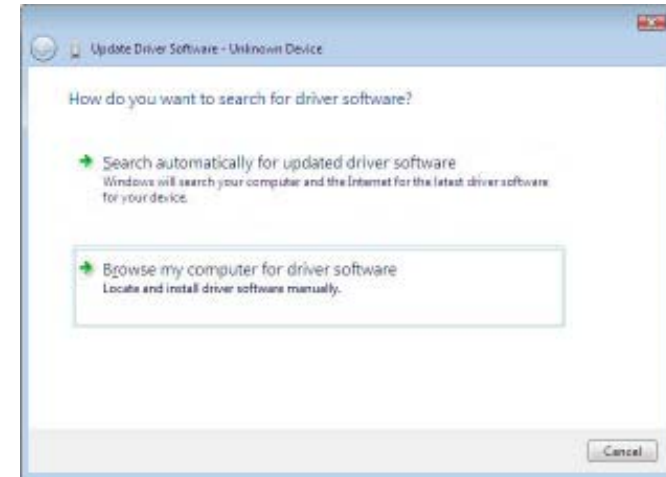 Update Driver Software - Unknown Device
How do you want to search for driver software?
Search automatically for updated driver software
Windows will search your computer and the Internet for the latest driver software
for your device.
Browse my computer for driver software
Locate and install driver software manually.
Cancel